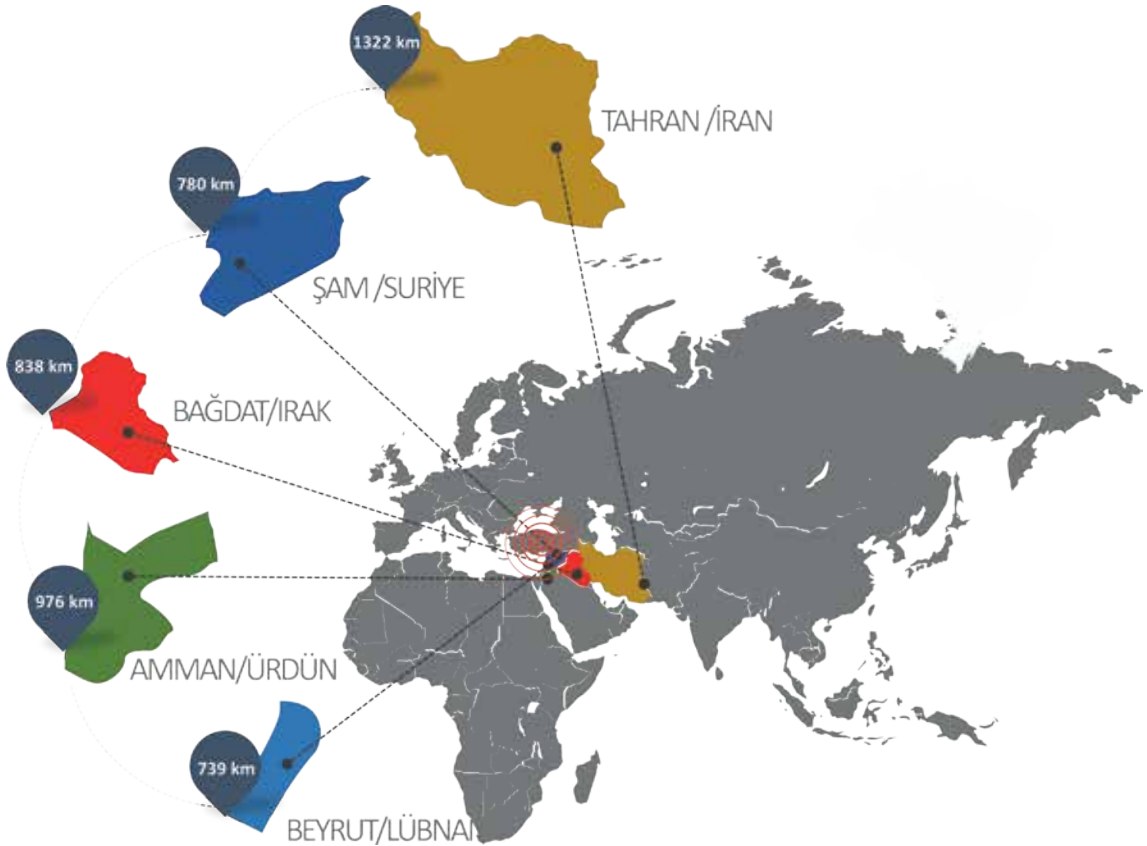 1322 km
TAHRAN /İRAN
780 km
ŞAM /SURİYE
838 km
BAĞDAT/IRAK
976 km
AMMAN/ÜRDÜN
739 km
BEYRUT/LÜBNAN